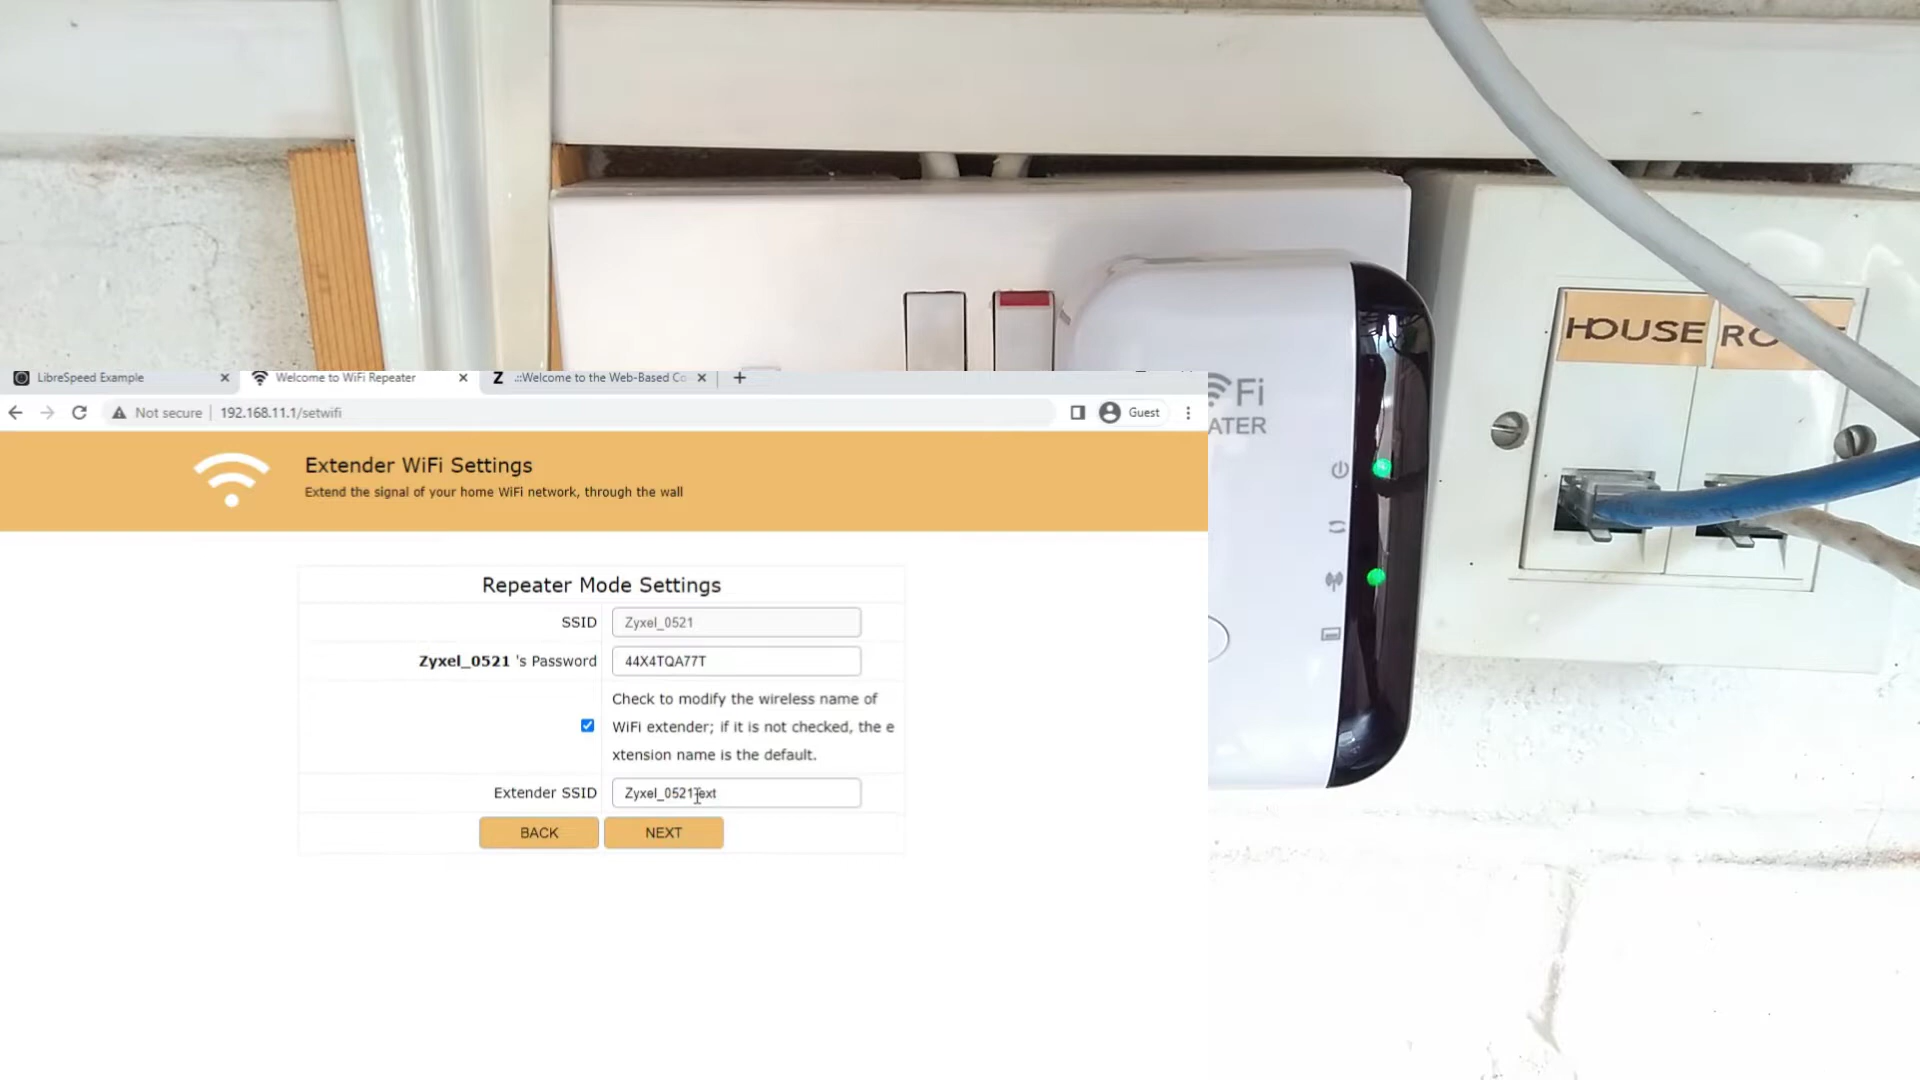 HOUSE
LibreSpeed Example
Welcome to WiFi Repeater
Z .::Welcome to the Web-Based Co
Not secure | 192.168.11.1/setwifi
Guest
Fi
ATER
Extender WiFi Settings
Extend the signal of your home WiFi network, through the wall
Repeater Mode Settings
SSID Zyxel_0521
Zyxel_0521 's Password 44X4TQA77T
Check to modify the wireless name of
WiFi extender; if it is not checked, the e
xtension name is the default.
Extender SSID Zyxel_0521
BACK NEXT